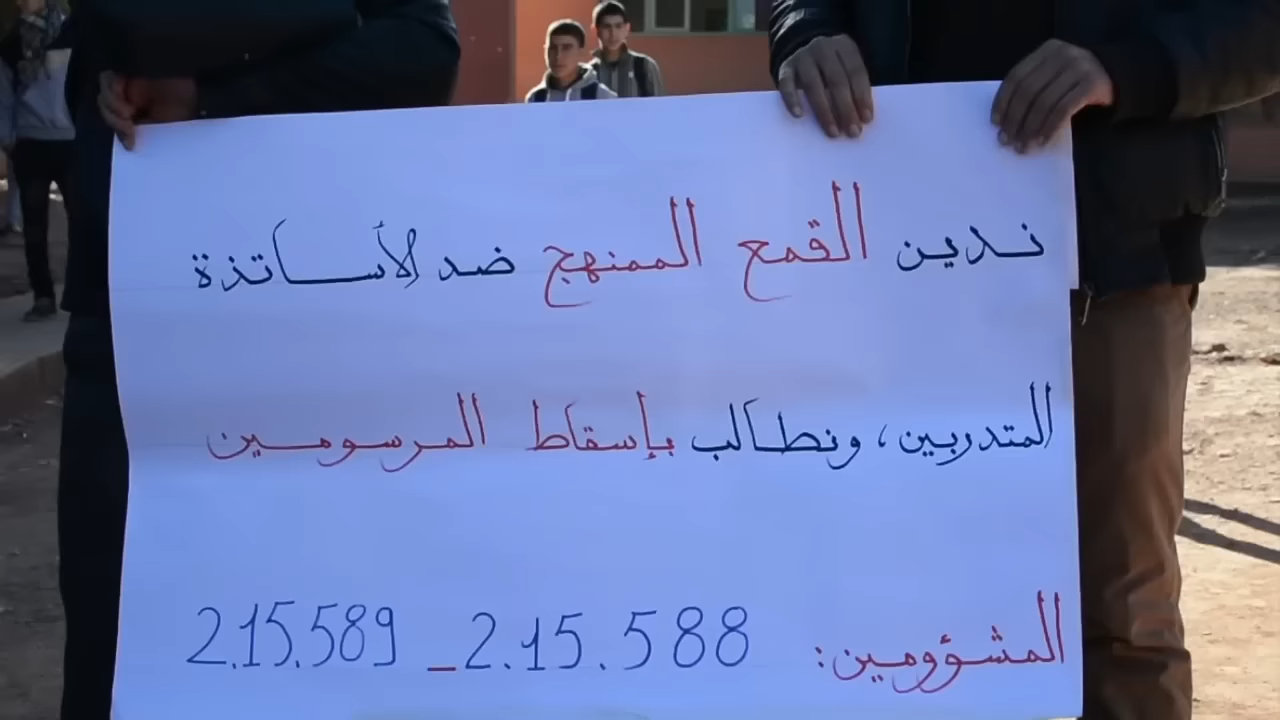 ندين القمع الممنهج ضد الأساتذة
المتدربين، ونطالب بإسقاط المرسومين
المشؤومين: 2.15.588 _ 2.15.589